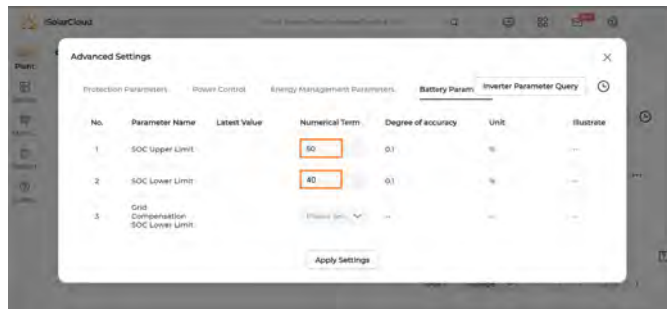 iSolarCloud
Plant
Advanced Settings
Protection Parameters Power Control Energy Management Parameters Battery Param Inverter Parameter Query
No. Parameter Name Latest Value Numerical Term Degree of accuracy Unit Illustrate
1 SOC Upper Limit 50 0.1 % --
2 SOC Lower Limit 40 0.1 % --
3 Grid Compensation SOC Lower Limit -- -- --
Apply Settings